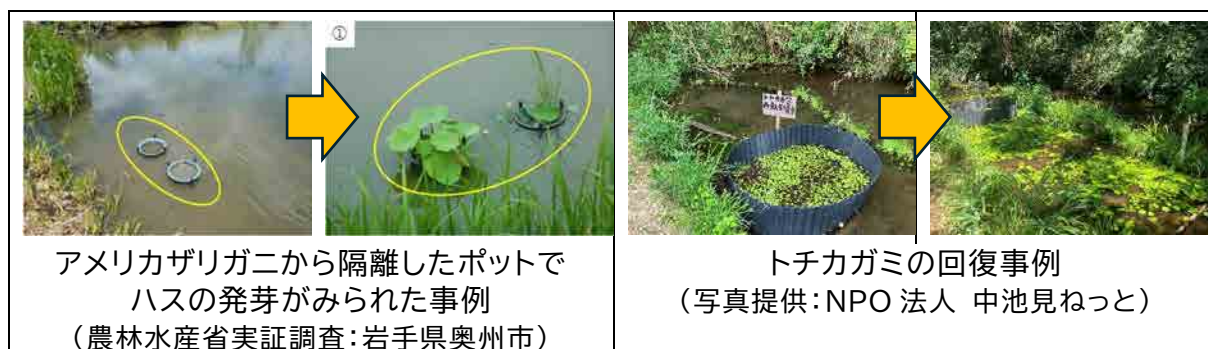 ①
アメリカザリガニから隔離したポットで
ハスの発芽がみられた事例
（農林水産省実証調査：岩手県奥州市）
トチカガミの回復事例
（写真提供：NPO 法人 中池見ねっと）